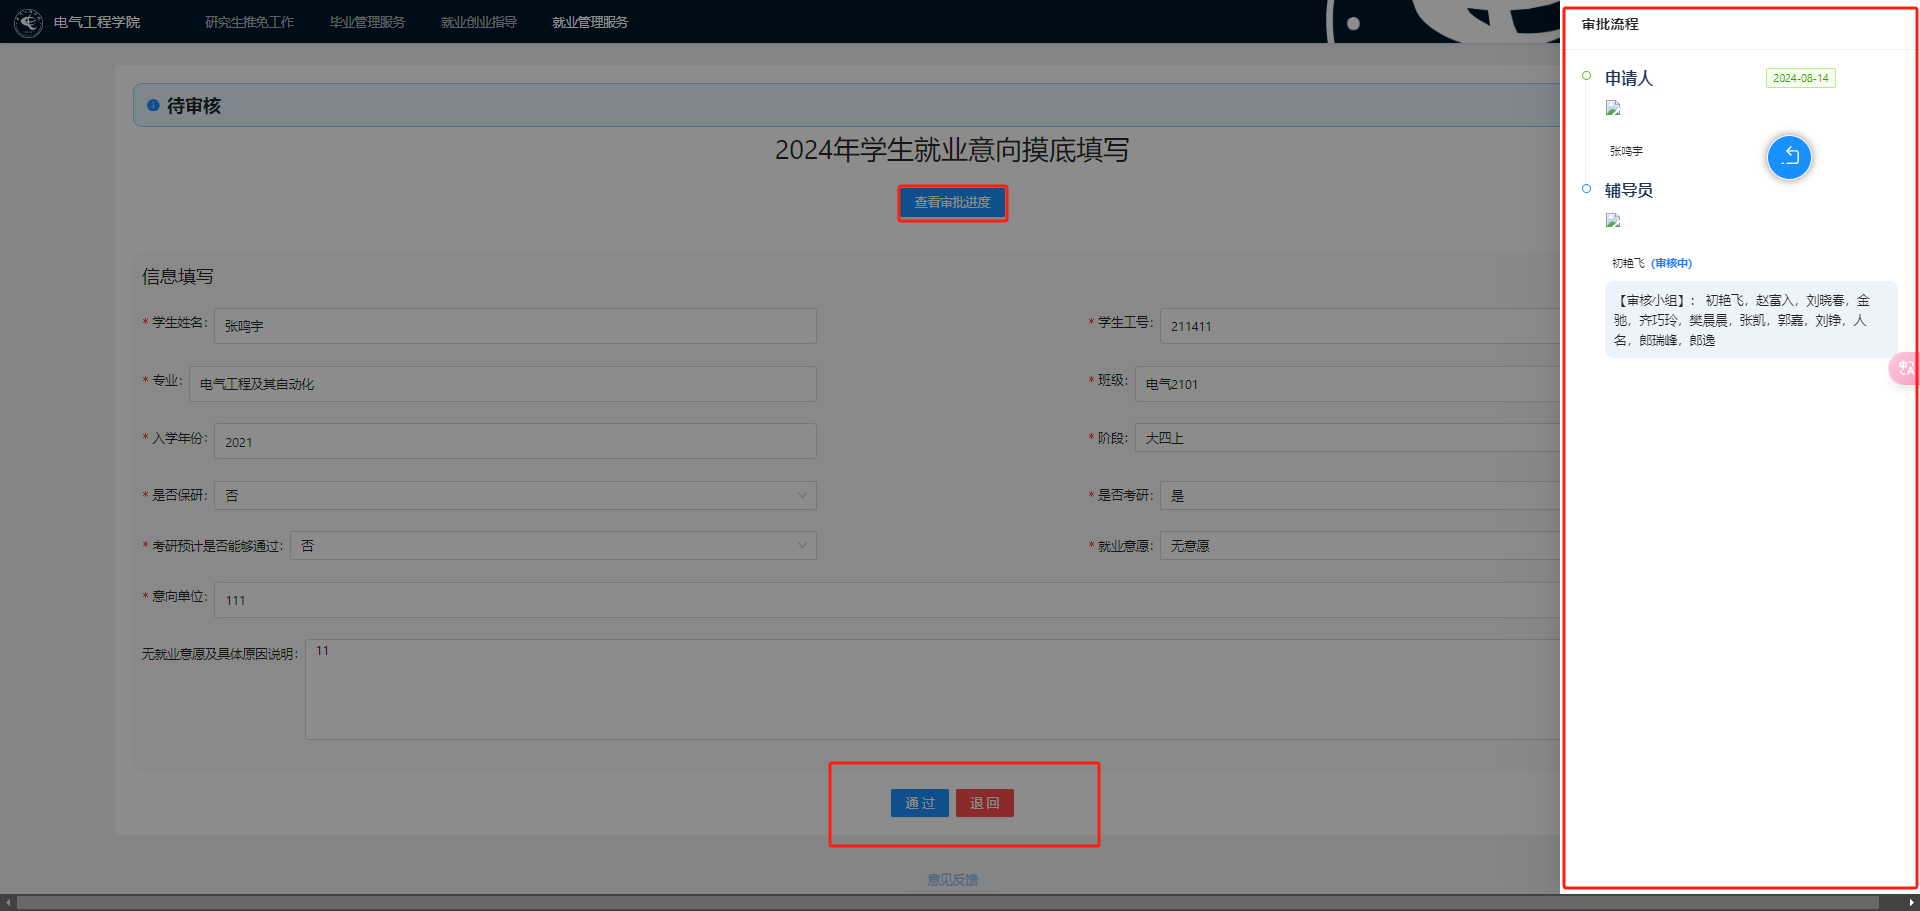 电气工程学院
研究生推免工作
毕业管理服务
就业创业指导
就业管理服务
待审核
2024年学生就业意向摸底填写
查看审批进度
信息填写
* 学生姓名: 张鸣宇
* 学生工号: 211411
* 专业: 电气工程及其自动化
* 班级: 电气2101
* 入学年份: 2021
* 阶段: 大四上
* 是否保研: 否
* 是否考研: 是
* 考研预计是否能够通过: 否
* 就业意愿: 无意愿
* 意向单位: 111
无就业意愿及具体原因说明: 11
通过
退回
意见反馈
审批流程
申请人
2024-08-14
张鸣宇
辅导员
初艳飞 (审核中)
【审核小组】: 初艳飞, 赵富入, 刘晓春, 金
驰, 齐巧玲, 樊晨晨, 张凯, 郭嘉, 刘铮, 人
名, 郎瑞峰, 郎逸
中
A